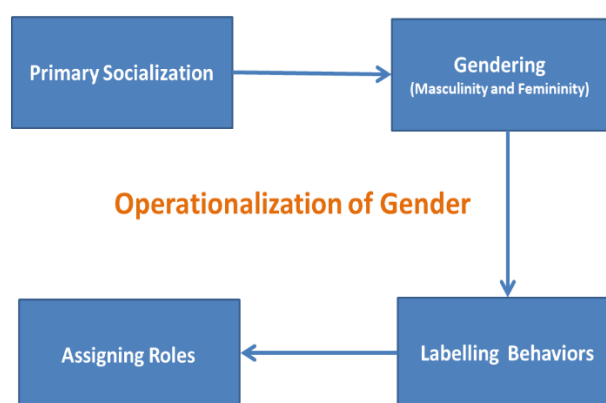 Primary Socialization
Gendering
(Masculinity and Femininity)
Operationalization of Gender
Assigning Roles
Labelling Behaviors